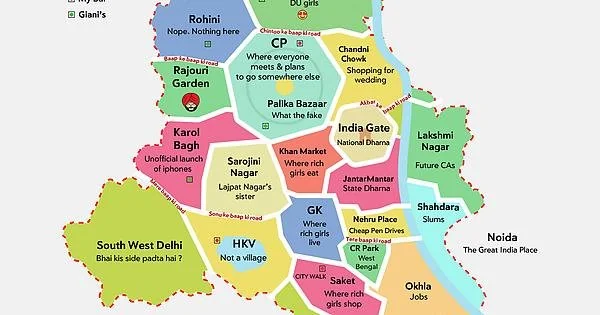 My Bar
Giani's
DU girls
Rohini
Nope. Nothing here
Chintoo ke baap ki road
CP
Where everyone
meets & plans
to go somewhere else
Palika Bazaar
What the fake
Chandni
Chowk
Shopping for
wedding
Baap ke baap ki road
Rajouri
Garden
Akbar ke baap ki road
India Gate
National Dharna
Lakshmi
Nagar
Future CAs
Karol
Bagh
Unofficial launch
of iphones
Sarojini
Nagar
Lajpat Nagar's
sister
Khan Market
Where rich
girls eat
JantarMantar
State Dharna
baap ki road
Sonu ke baap ki road
GK
Where
rich girls
live
Nehru Place
Cheap Pen Drives
Tere baap ki road
Shahdara
Slums
Noida
The Great India Place
South West Delhi
Bhai kis side padta hai ?
HKV
Not a village
CR Park
West
Bengal
CITY WALK
Saket
Where rich
girls shop
Okhla
Jobs